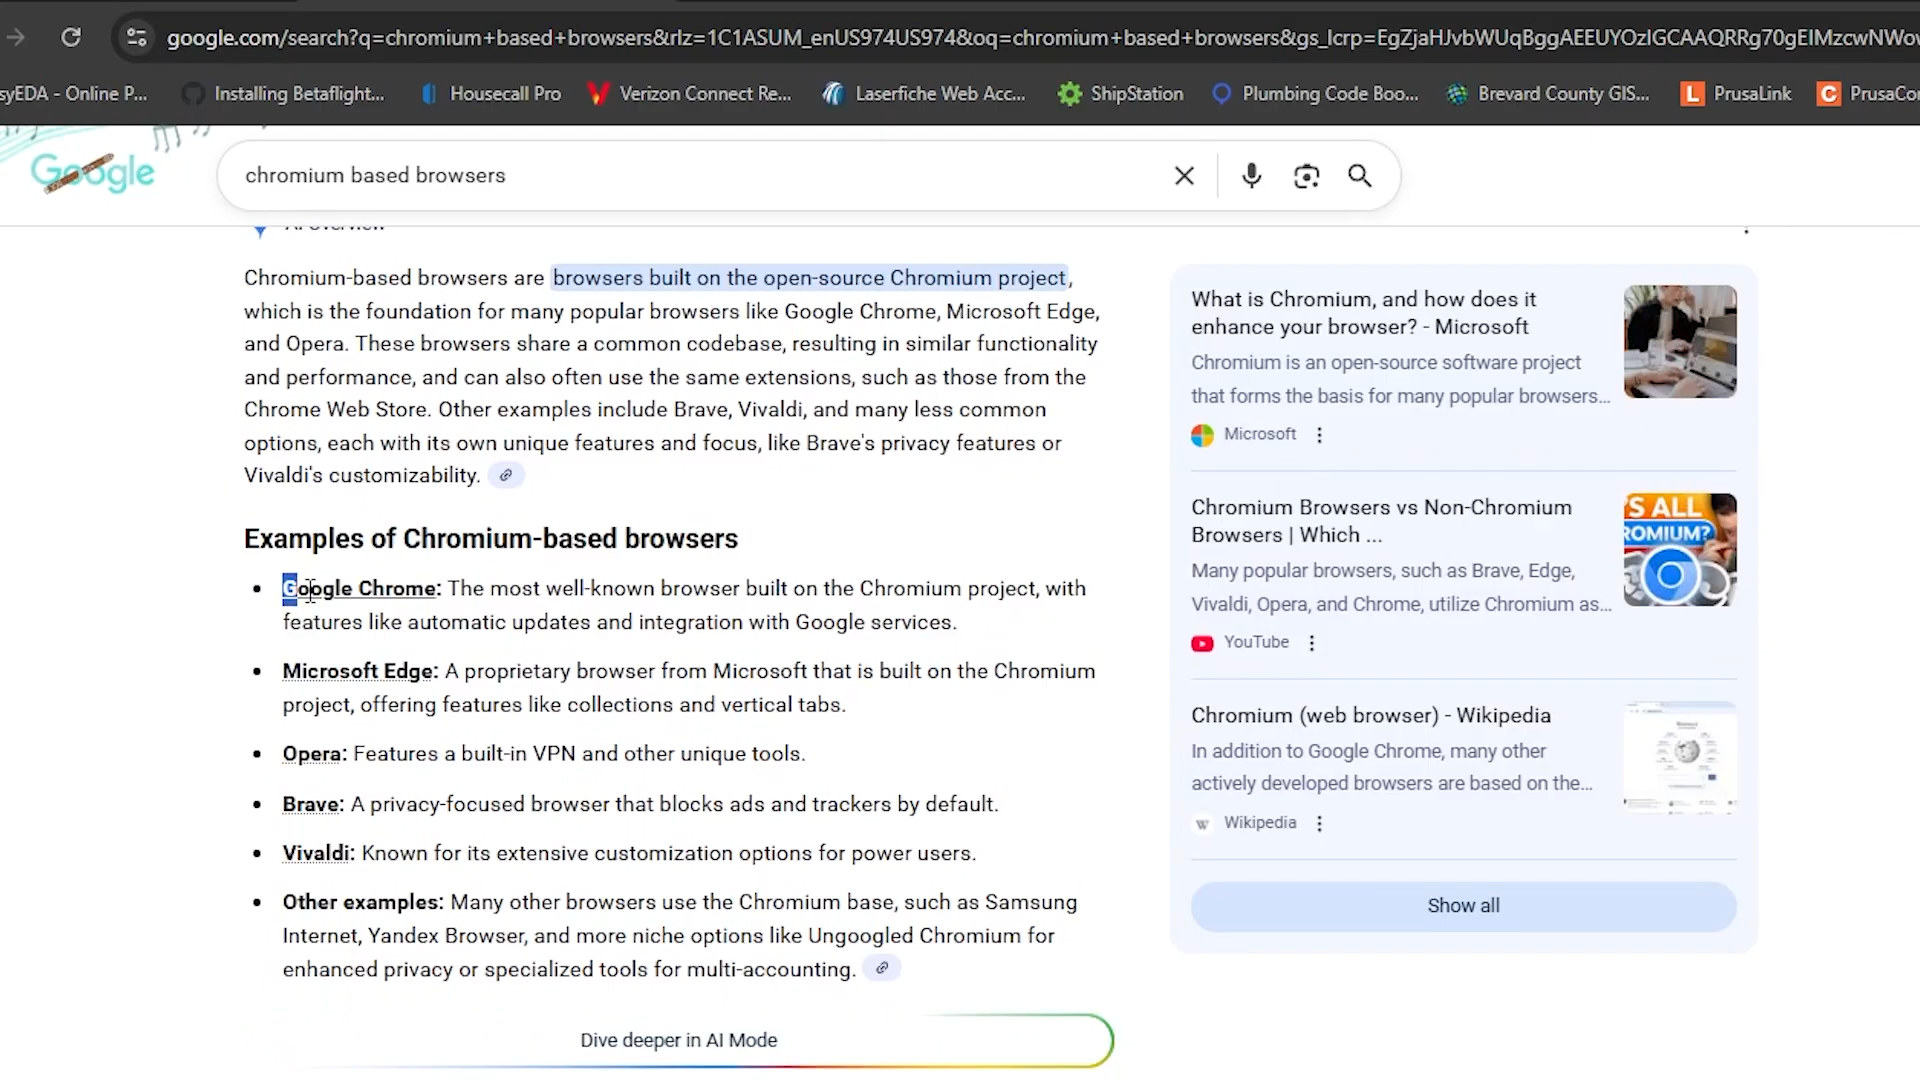 google.com/search?q=chromium+based+browsers&rlz=1C1ASUM_enUS974US974&oq=chromium+based+browsers&gs_lcrp=
syEDA - Online P...
Installing Betaflight...
Housecall Pro
Verizon Connect Re...
Laserfiche Web Acc...
ShipStation
Plumbing Code Boo...
Brevard County GIS...
L PrusaLink
C PrusaCo
Google
chromium based browsers
AI Overview
Chromium-based browsers are browsers built on the open-source Chromium project,
which is the foundation for many popular browsers like Google Chrome, Microsoft Edge,
and Opera. These browsers share a common codebase, resulting in similar functionality
and performance, and can also often use the same extensions, such as those from the
Chrome Web Store. Other examples include Brave, Vivaldi, and many less common
options, each with its own unique features and focus, like Brave's privacy features or
Vivaldi's customizability.
Examples of Chromium-based browsers
• Google Chrome: The most well-known browser built on the Chromium project, with
features like automatic updates and integration with Google services.
• Microsoft Edge: A proprietary browser from Microsoft that is built on the Chromium
project, offering features like collections and vertical tabs.
• Opera: Features a built-in VPN and other unique tools.
• Brave: A privacy-focused browser that blocks ads and trackers by default.
• Vivaldi: Known for its extensive customization options for power users.
• Other examples: Many other browsers use the Chromium base, such as Samsung
Internet, Yandex Browser, and more niche options like Ungoogled Chromium for
enhanced privacy or specialized tools for multi-accounting.
Dive deeper in AI Mode
What is Chromium, and how does it
enhance your browser? - Microsoft
Chromium is an open-source software project
that forms the basis for many popular browsers...
Microsoft
Chromium Browsers vs Non-Chromium
Browsers | Which ...
Many popular browsers, such as Brave, Edge,
Vivaldi, Opera, and Chrome, utilize Chromium as...
YouTube
'S ALL
ROMIUM?
Chromium (web browser) - Wikipedia
In addition to Google Chrome, many other
actively developed browsers are based on the...
W Wikipedia
Show all